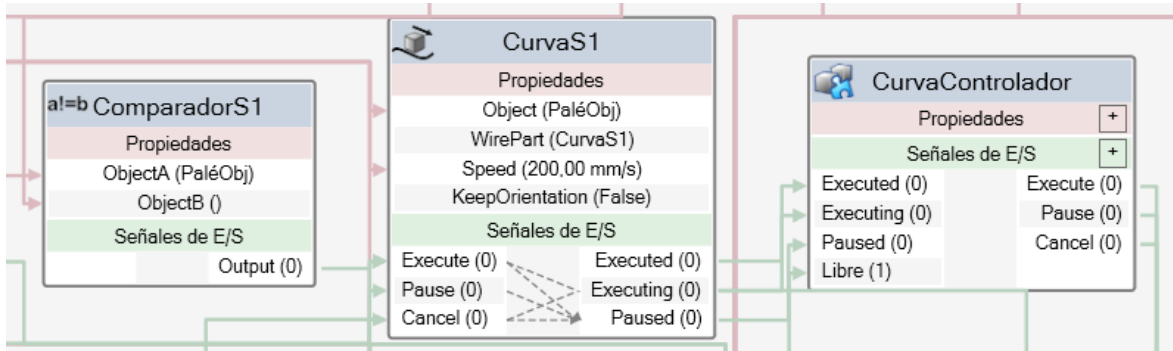 a!=b ComparadorS1
Propiedades
ObjectA (PaléObj)
ObjectB ()
Señales de E/S
Output (0)
CurvaS1
Propiedades
Object (PaléObj)
WirePart (CurvaS1)
Speed (200,00 mm/s)
KeepOrientation (False)
Señales de E/S
Execute (0) Executed (0)
Pause (0) Executing (0)
Cancel (0) Paused (0)
CurvaControlador
Propiedades +
Señales de E/S +
Executed (0) Execute (0)
Executing (0) Pause (0)
Paused (0) Cancel (0)
Libre (1)